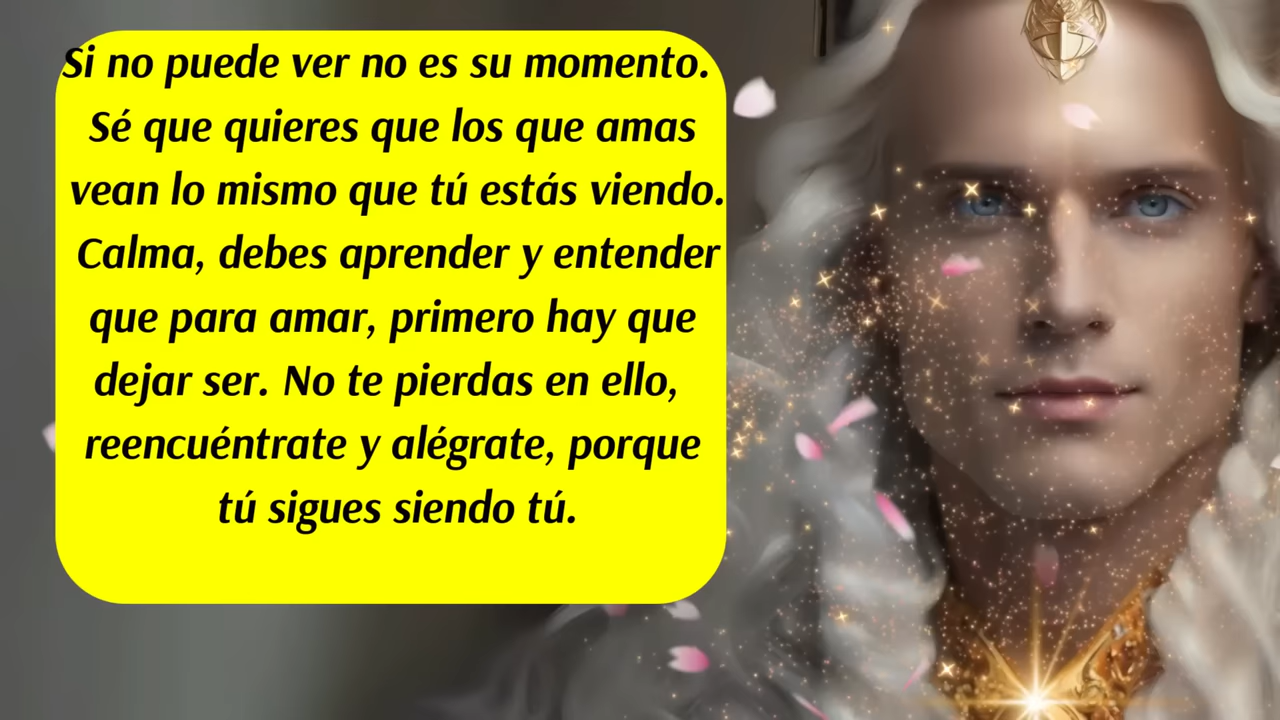 Si no puede ver no es su momento.
Sé que quieres que los que amas
vean lo mismo que tú estás viendo.
Calma, debes aprender y entender
que para amar, primero hay que
dejar ser. No te pierdas en ello,
reencuéntrate y alégrate, porque
tú sigues siendo tú.